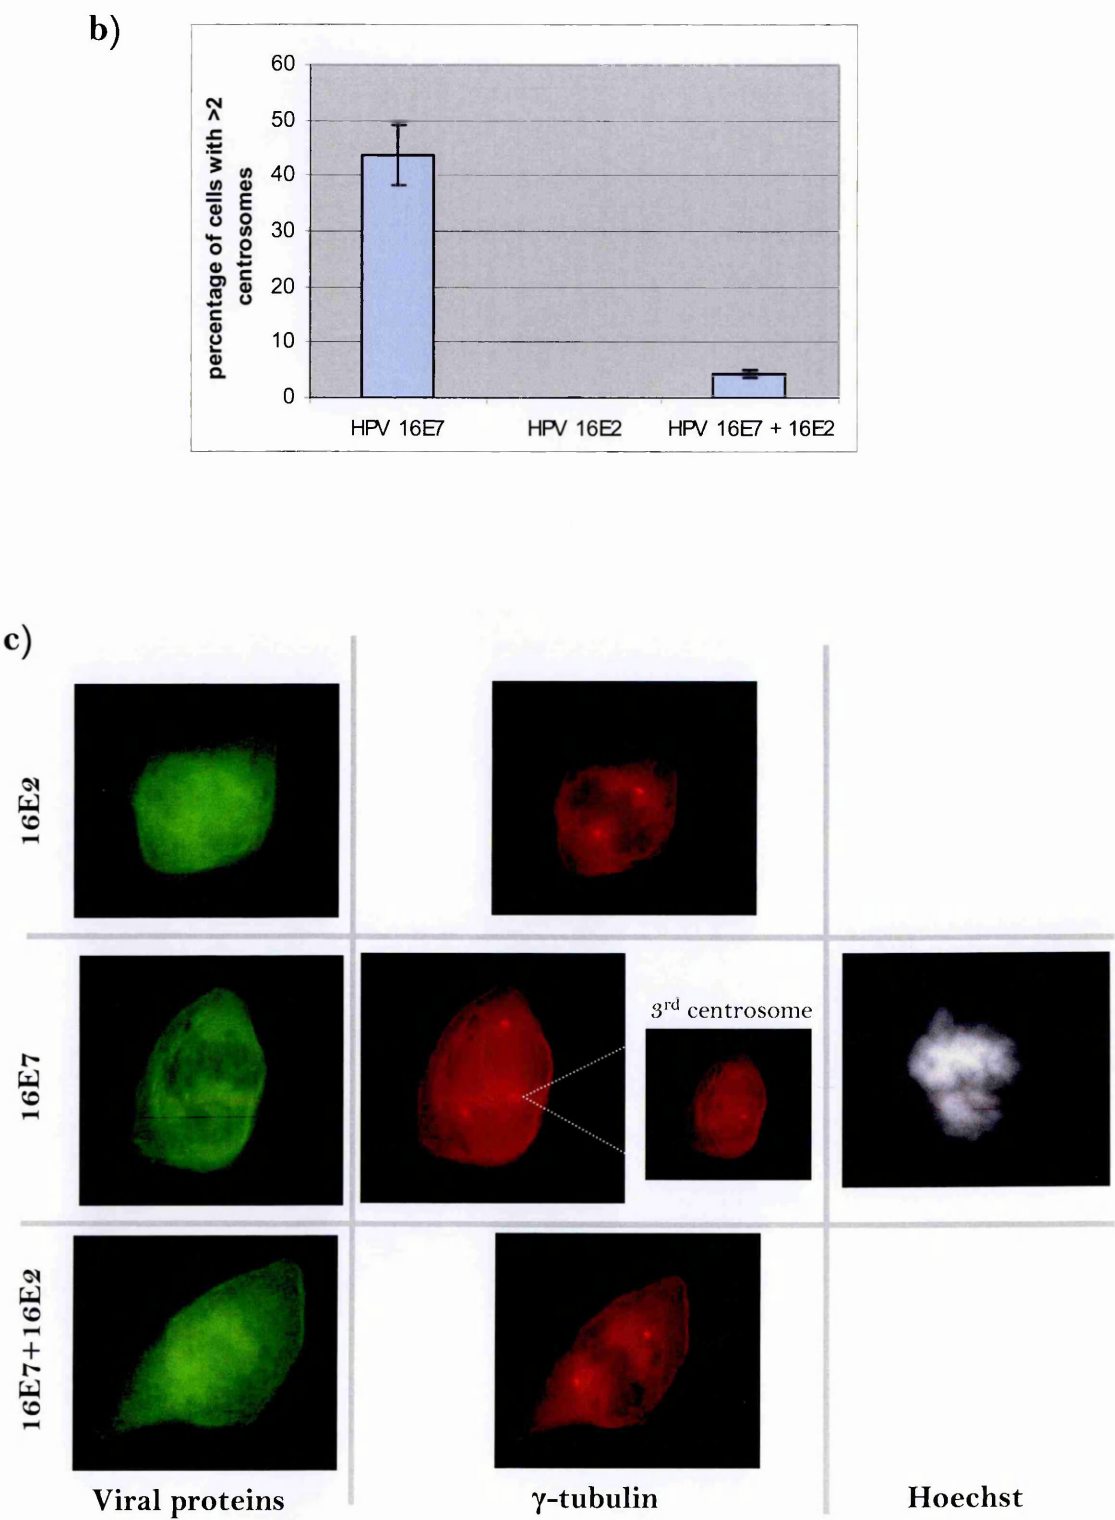 b)
60
50
40
30
20
10
0
percentage of cells with >2
centrosomes
HPV 16E7 HPV 16E2 HPV 16E7 + 16E2
c)
16E2
16E7
3rd centrosome
16E7+16E2
Viral proteins γ-tubulin Hoechst